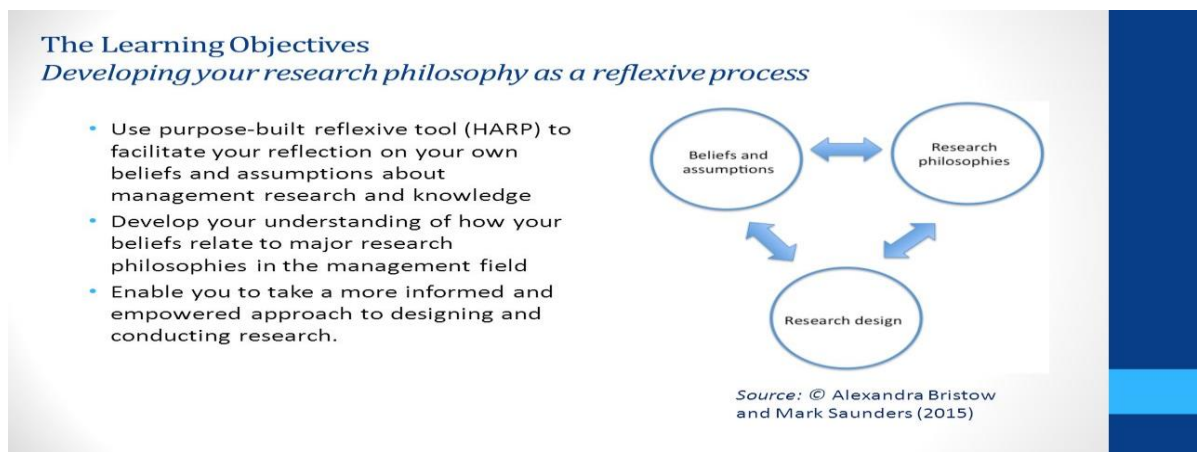 The Learning Objectives
Developing your research philosophy as a reflexive process
• Use purpose-built reflexive tool (HARP) to
facilitate your reflection on your own
beliefs and assumptions about
management research and knowledge
• Develop your understanding of how your
beliefs relate to major research
philosophies in the management field
• Enable you to take a more informed and
empowered approach to designing and
conducting research.
Beliefs and
assumptions
Research
philosophies
Research design
Source: © Alexandra Bristow
and Mark Saunders (2015)